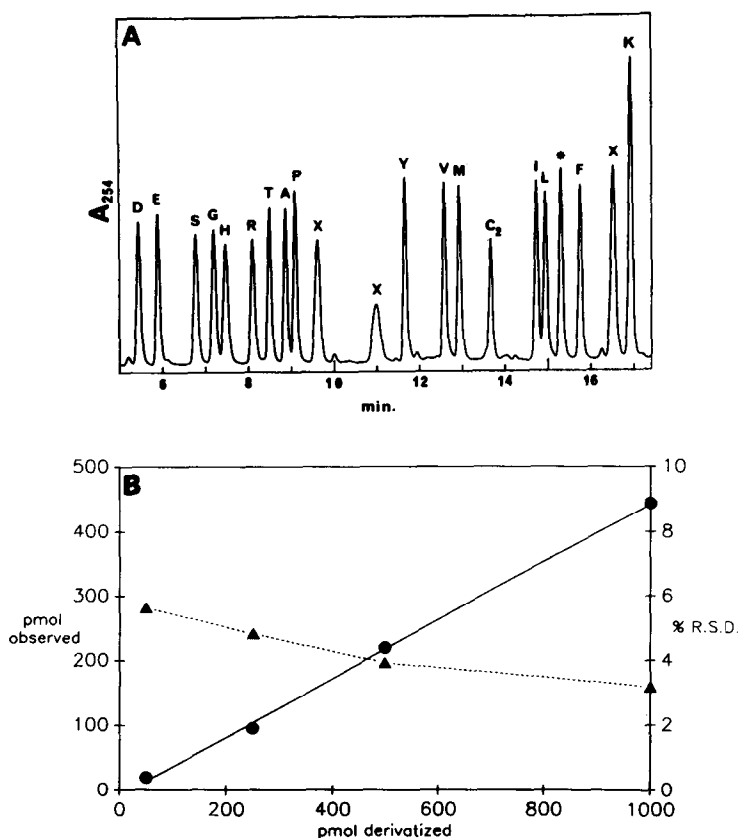 A
A254
D E S G H R T A P X X Y V M C2 I L * F X K
6 8 10 12 14 16
min.
B
500 400 300 200 100 0
pmol
observed
10 8 6 4 2 0
% R.S.D.
0 200 400 600 800 1000
pmol derivatized